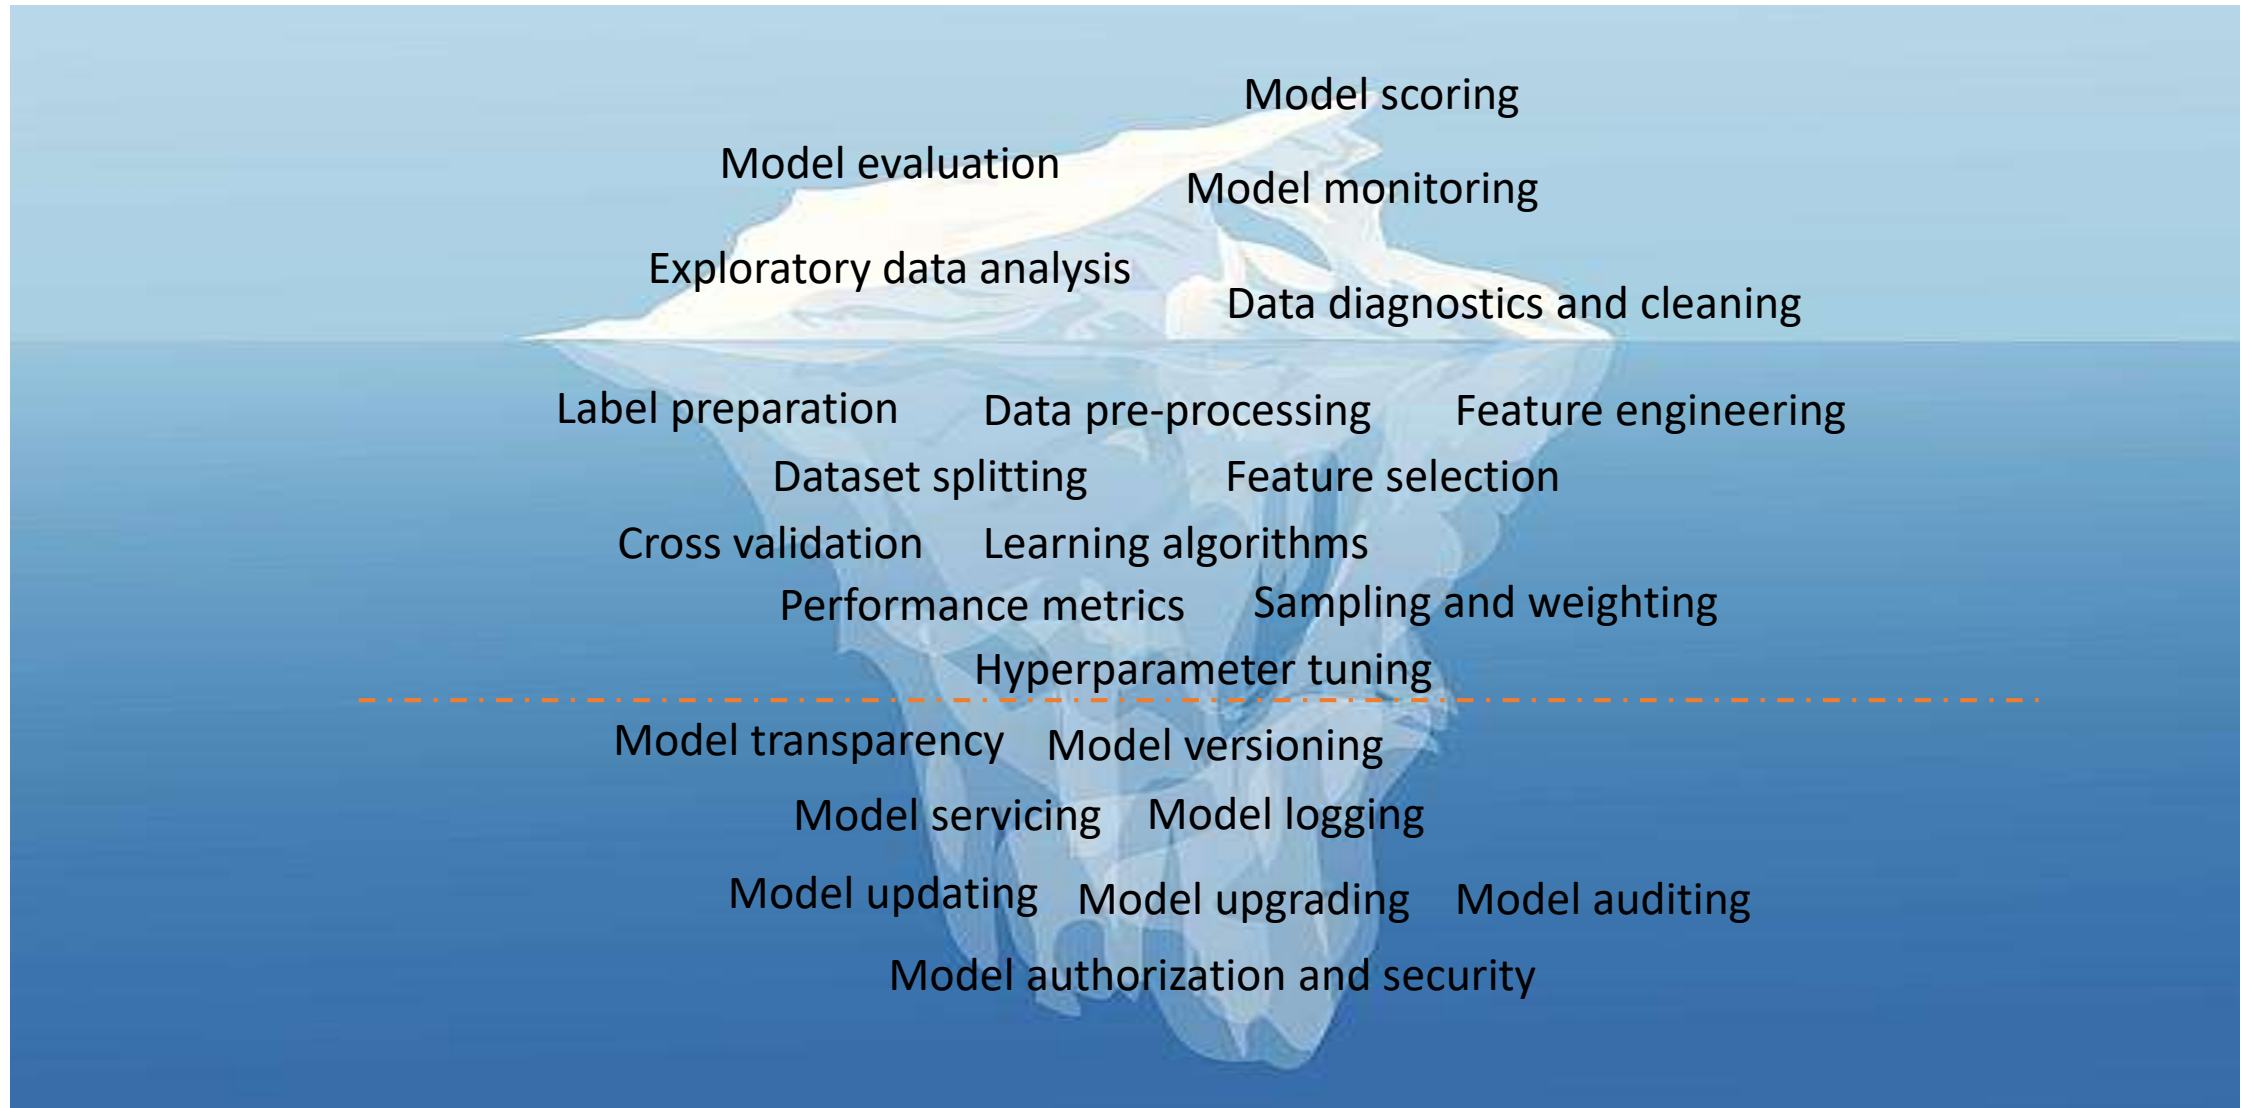 Model scoring
Model evaluation
Model monitoring
Exploratory data analysis
Data diagnostics and cleaning
Label preparation
Data pre-processing
Feature engineering
Dataset splitting
Feature selection
Cross validation
Learning algorithms
Performance metrics
Sampling and weighting
Hyperparameter tuning
Model transparency
Model versioning
Model servicing
Model logging
Model updating
Model upgrading
Model auditing
Model authorization and security